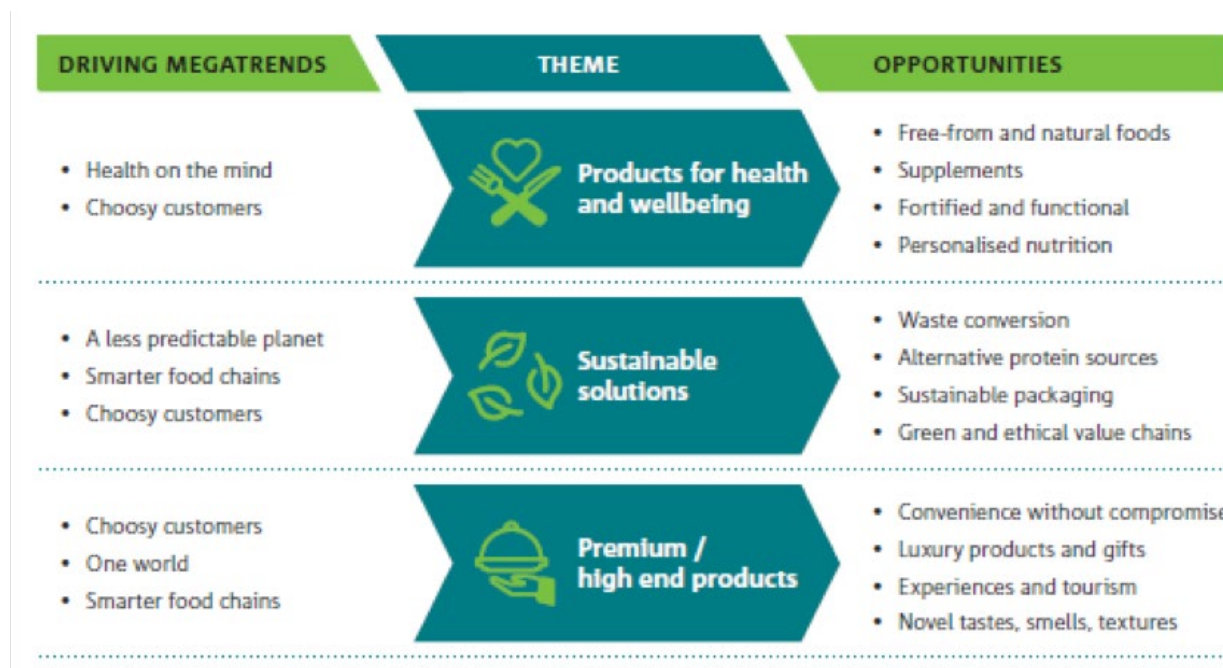 DRIVING MEGATRENDS
THEME
OPPORTUNITIES
• Health on the mind
• Choosy customers
Products for health
and wellbeing
• Free-from and natural foods
• Supplements
• Fortified and functional
• Personalised nutrition
• A less predictable planet
• Smarter food chains
• Choosy customers
Sustainable
solutions
• Waste conversion
• Alternative protein sources
• Sustainable packaging
• Green and ethical value chains
• Choosy customers
• One world
• Smarter food chains
Premium /
high end products
• Convenience without compromise
• Luxury products and gifts
• Experiences and tourism
• Novel tastes, smells, textures